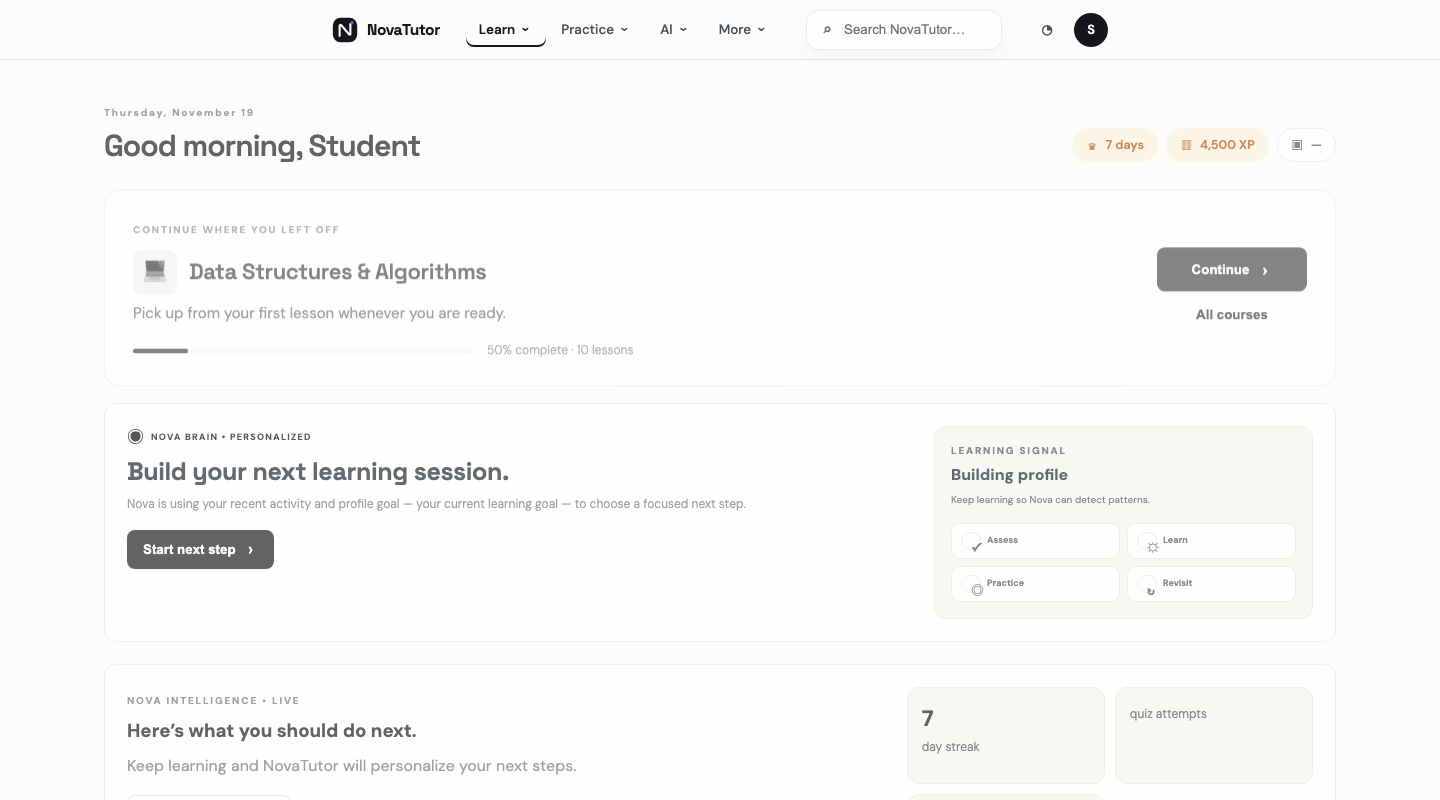 NovaTutor
Learn
Practice
AI
More
Search NovaTutor...
S
Thursday, November 19
Good morning, Student
7 days
4,500 XP
—
CONTINUE WHERE YOU LEFT OFF
Data Structures & Algorithms
Pick up from your first lesson whenever you are ready.
50% complete · 10 lessons
Continue ›
All courses
NOVA BRAIN • PERSONALIZED
Build your next learning session.
Nova is using your recent activity and profile goal — your current learning goal — to choose a focused next step.
Start next step ›
LEARNING SIGNAL
Building profile
Keep learning so Nova can detect patterns.
Assess
Learn
Practice
Revisit
NOVA INTELLIGENCE • LIVE
Here’s what you should do next.
Keep learning and NovaTutor will personalize your next steps.
7
day streak
quiz attempts